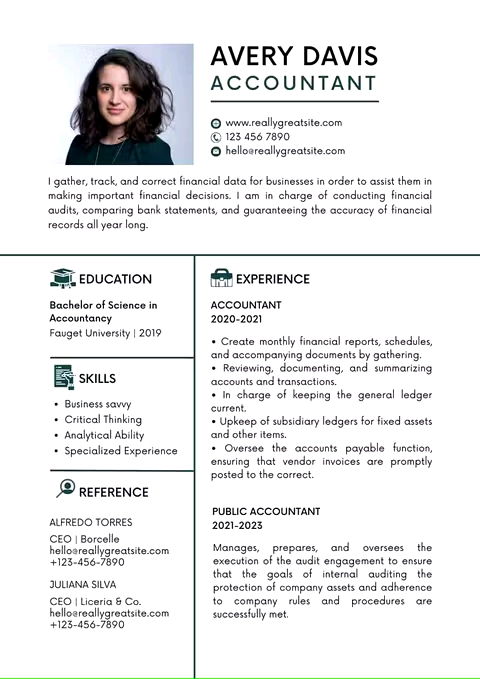 AVERY DAVIS
ACCOUNTANT
www.reallygreatsite.com
123 456 7890
hello@reallygreatsite.com
I gather, track, and correct financial data for businesses in order to assist them in
making important financial decisions. I am in charge of conducting financial
audits, comparing bank statements, and guaranteeing the accuracy of financial
records all year long.
EDUCATION
Bachelor of Science in
Accountancy
Fauget University | 2019
SKILLS
• Business savvy
• Critical Thinking
• Analytical Ability
• Specialized Experience
REFERENCE
ALFREDO TORRES
CEO | Borcelle
hello@reallygreatsite.com
+123-456-7890
JULIANA SILVA
CEO | Liceria & Co.
hello@reallygreatsite.com
+123-456-7890
EXPERIENCE
ACCOUNTANT
2020-2021
• Create monthly financial reports, schedules,
and accompanying documents by gathering.
• Reviewing, documenting, and summarizing
accounts and transactions.
• In charge of keeping the general ledger
current.
• Upkeep of subsidiary ledgers for fixed assets
and other items.
• Oversee the accounts payable function,
ensuring that vendor invoices are promptly
posted to the correct.
PUBLIC ACCOUNTANT
2021-2023
Manages, prepares, and oversees the
execution of the audit engagement to ensure
that the goals of internal auditing the
protection of company assets and adherence
to company rules and procedures are
successfully met.